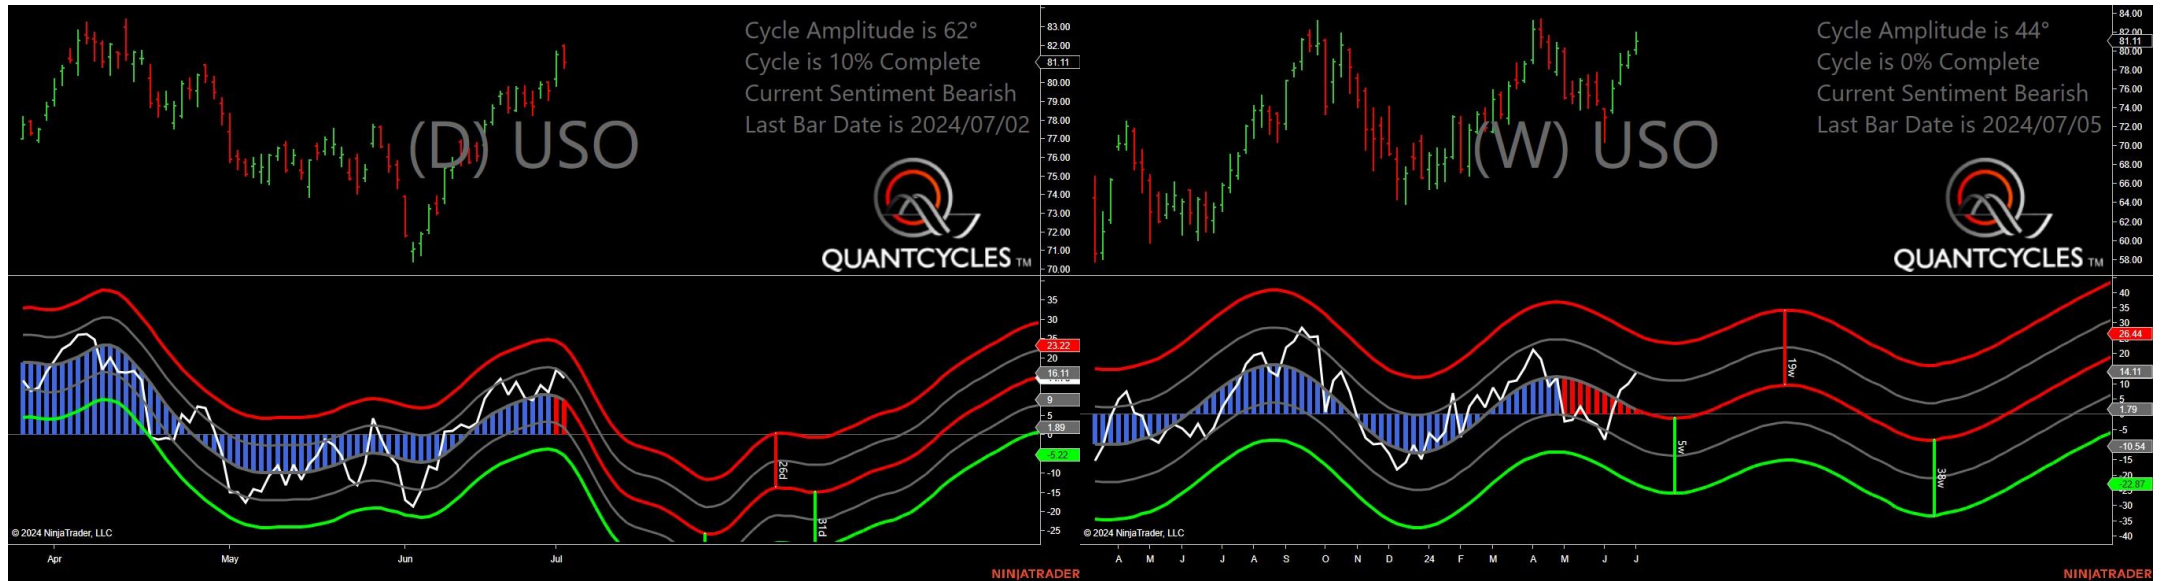 Cycle Amplitude is 62°
Cycle is 10% Complete
Current Sentiment Bearish
Last Bar Date is 2024/07/02
(D) USO
QUANTCYCLES TM
83.00
82.00
81.11
80.00
79.00
78.00
77.00
76.00
75.00
74.00
73.00
72.00
71.00
70.00
35
30
23.22
20
16.11
9
5
1.89
-5.22
-10
-15
-20
-25
26d
31d
© 2024 NinjaTrader, LLC
Apr May Jun Jul
NINJATRADER
Cycle Amplitude is 44°
Cycle is 0% Complete
Current Sentiment Bearish
Last Bar Date is 2024/07/05
(W) USO
QUANTCYCLES TM
84.00
82.00
81.11
80.00
78.00
76.00
74.00
72.00
70.00
68.00
66.00
64.00
62.00
60.00
58.00
40
35
30
26.44
20
14.11
10
5
1.79
-5
-10.54
-15
-20
-22.87
-25
-30
-35
-40
19w
5w
38w
© 2024 NinjaTrader, LLC
A M J J A S O N D 24 F M A M J J
NINJATRADER